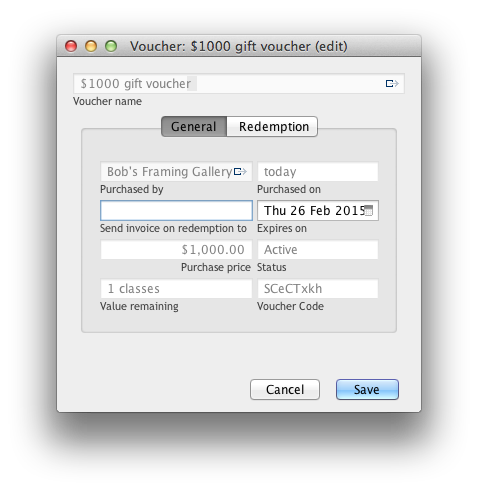 Voucher: $1000 gift voucher (edit)
$1000 gift voucher
Voucher name
General Redemption
Bob's Framing Gallery today
Purchased by Purchased on
Thu 26 Feb 2015
Send invoice on redemption to Expires on
$1,000.00 Active
Purchase price Status
1 classes SCeCTxkh
Value remaining Voucher Code
Cancel Save